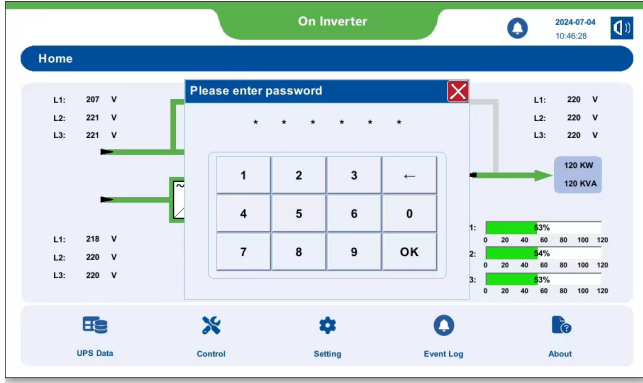 On Inverter
2024-07-04
10:46:28
Home
Please enter password
L1: 207 V
L2: 221 V
L3: 221 V
* * * * * *
L1: 220 V
L2: 220 V
L3: 220 V
120 KW
120 KVA
1 2 3 ←
4 5 6 0
7 8 9 OK
L1: 218 V
L2: 220 V
L3: 220 V
1: 53%
0 20 40 60 80 100 120
2: 54%
0 20 40 60 80 100 120
3: 53%
0 20 40 60 80 100 120
UPS Data
Control
Setting
Event Log
About